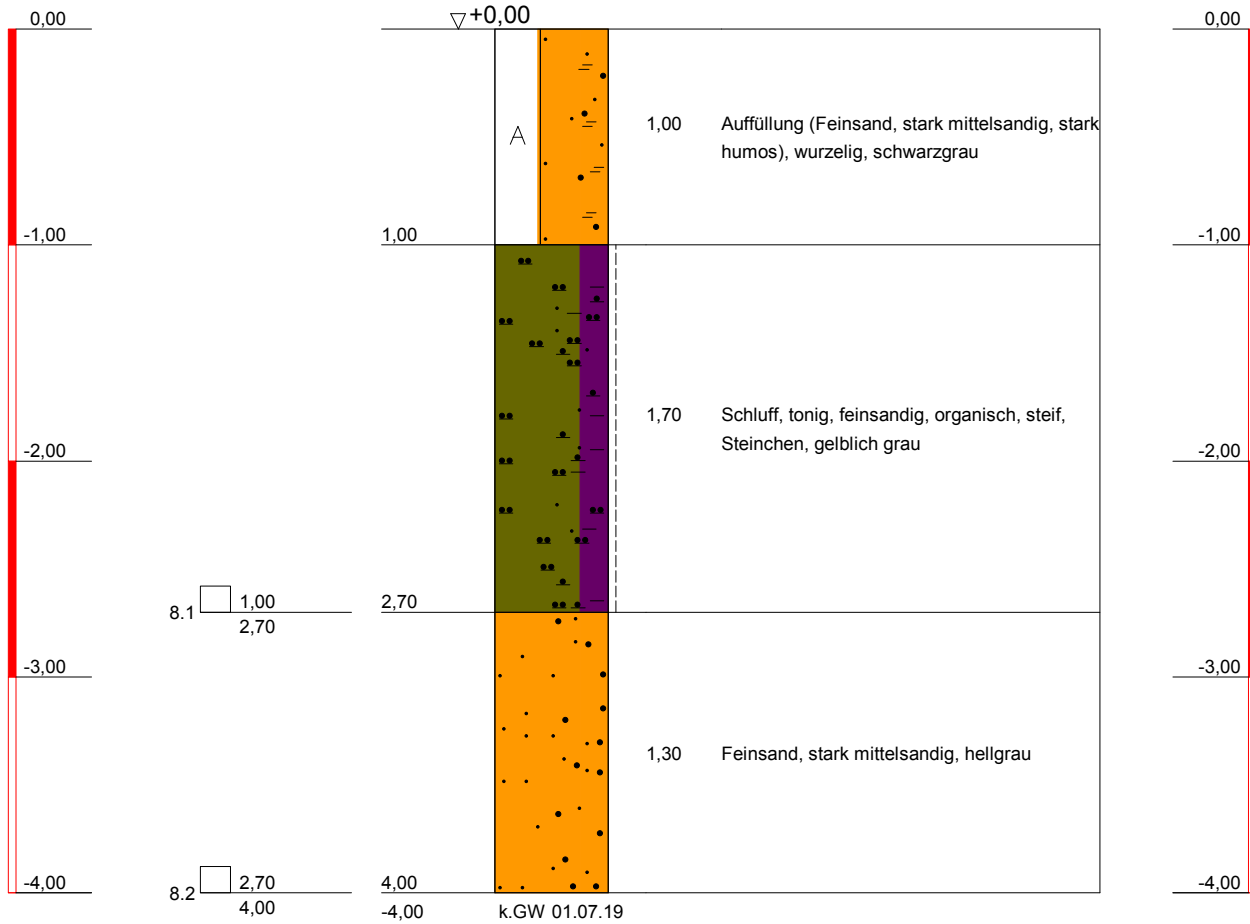 0,00
+0,00
0,00
A
1,00 Auffüllung (Feinsand, stark mittelsandig, stark
humos), wurzelig, schwarzgrau
-1,00
1,00
-1,00
1,70 Schluff, tonig, feinsandig, organisch, steif,
Steinchen, gelblich grau
-2,00
-2,00
8.1 1,00
2,70
2,70
-3,00
-3,00
1,30 Feinsand, stark mittelsandig, hellgrau
-4,00
8.2 2,70
4,00
4,00
-4,00
-4,00
k.GW 01.07.19